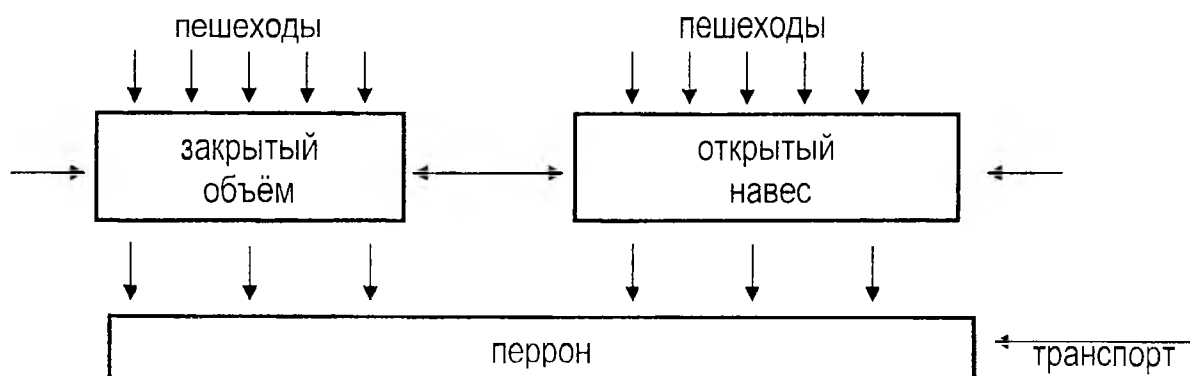 пешеходы
пешеходы
закрытый
объём
открытый
навес
перрон
транспорт